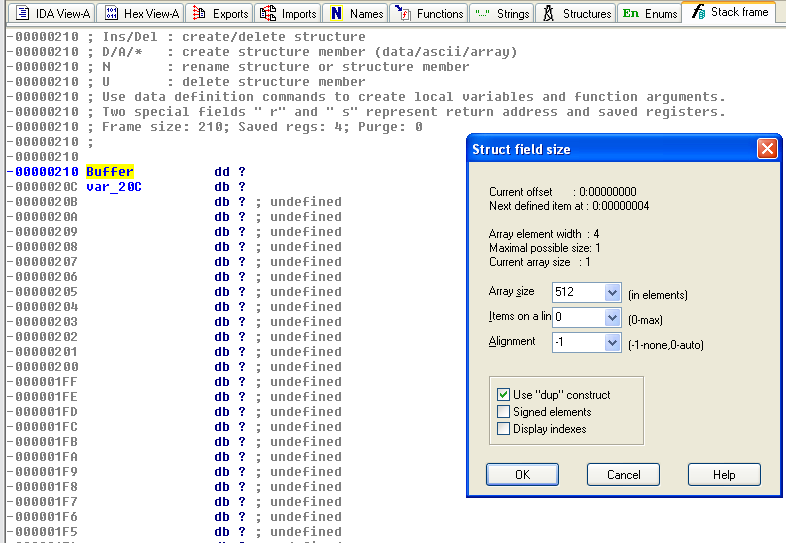 IDA View-A Hex View-A Exports Imports N Names Functions "..." Strings Structures En Enums Stack frame
-00000210 ; Ins/Del : create/delete structure
-00000210 ; D/A/* : create structure member (data/ascii/array)
-00000210 ; N : rename structure or structure member
-00000210 ; U : delete structure member
-00000210 ; Use data definition commands to create local variables and function arguments.
-00000210 ; Two special fields " r" and " s" represent return address and saved registers.
-00000210 ; Frame size: 210; Saved regs: 4; Purge: 0
-00000210 ;
-00000210
-00000210 Buffer dd ?
-0000020C var_20C db ?
-0000020B db ? ; undefined
-0000020A db ? ; undefined
-00000209 db ? ; undefined
-00000208 db ? ; undefined
-00000207 db ? ; undefined
-00000206 db ? ; undefined
-00000205 db ? ; undefined
-00000204 db ? ; undefined
-00000203 db ? ; undefined
-00000202 db ? ; undefined
-00000201 db ? ; undefined
-00000200 db ? ; undefined
-000001FF db ? ; undefined
-000001FE db ? ; undefined
-000001FD db ? ; undefined
-000001FC db ? ; undefined
-000001FB db ? ; undefined
-000001FA db ? ; undefined
-000001F9 db ? ; undefined
-000001F8 db ? ; undefined
-000001F7 db ? ; undefined
-000001F6 db ? ; undefined
-000001F5 db ? ; undefined
Struct field size
Current offset : 0:00000000
Next defined item at : 0:00000004
Array element width : 4
Maximal possible size: 1
Current array size : 1
Array size 512 (in elements)
Items on a lin 0 (0-max)
Alignment -1 (-1-none,0-auto)
Use "dup" construct
Signed elements
Display indexes
OK Cancel Help